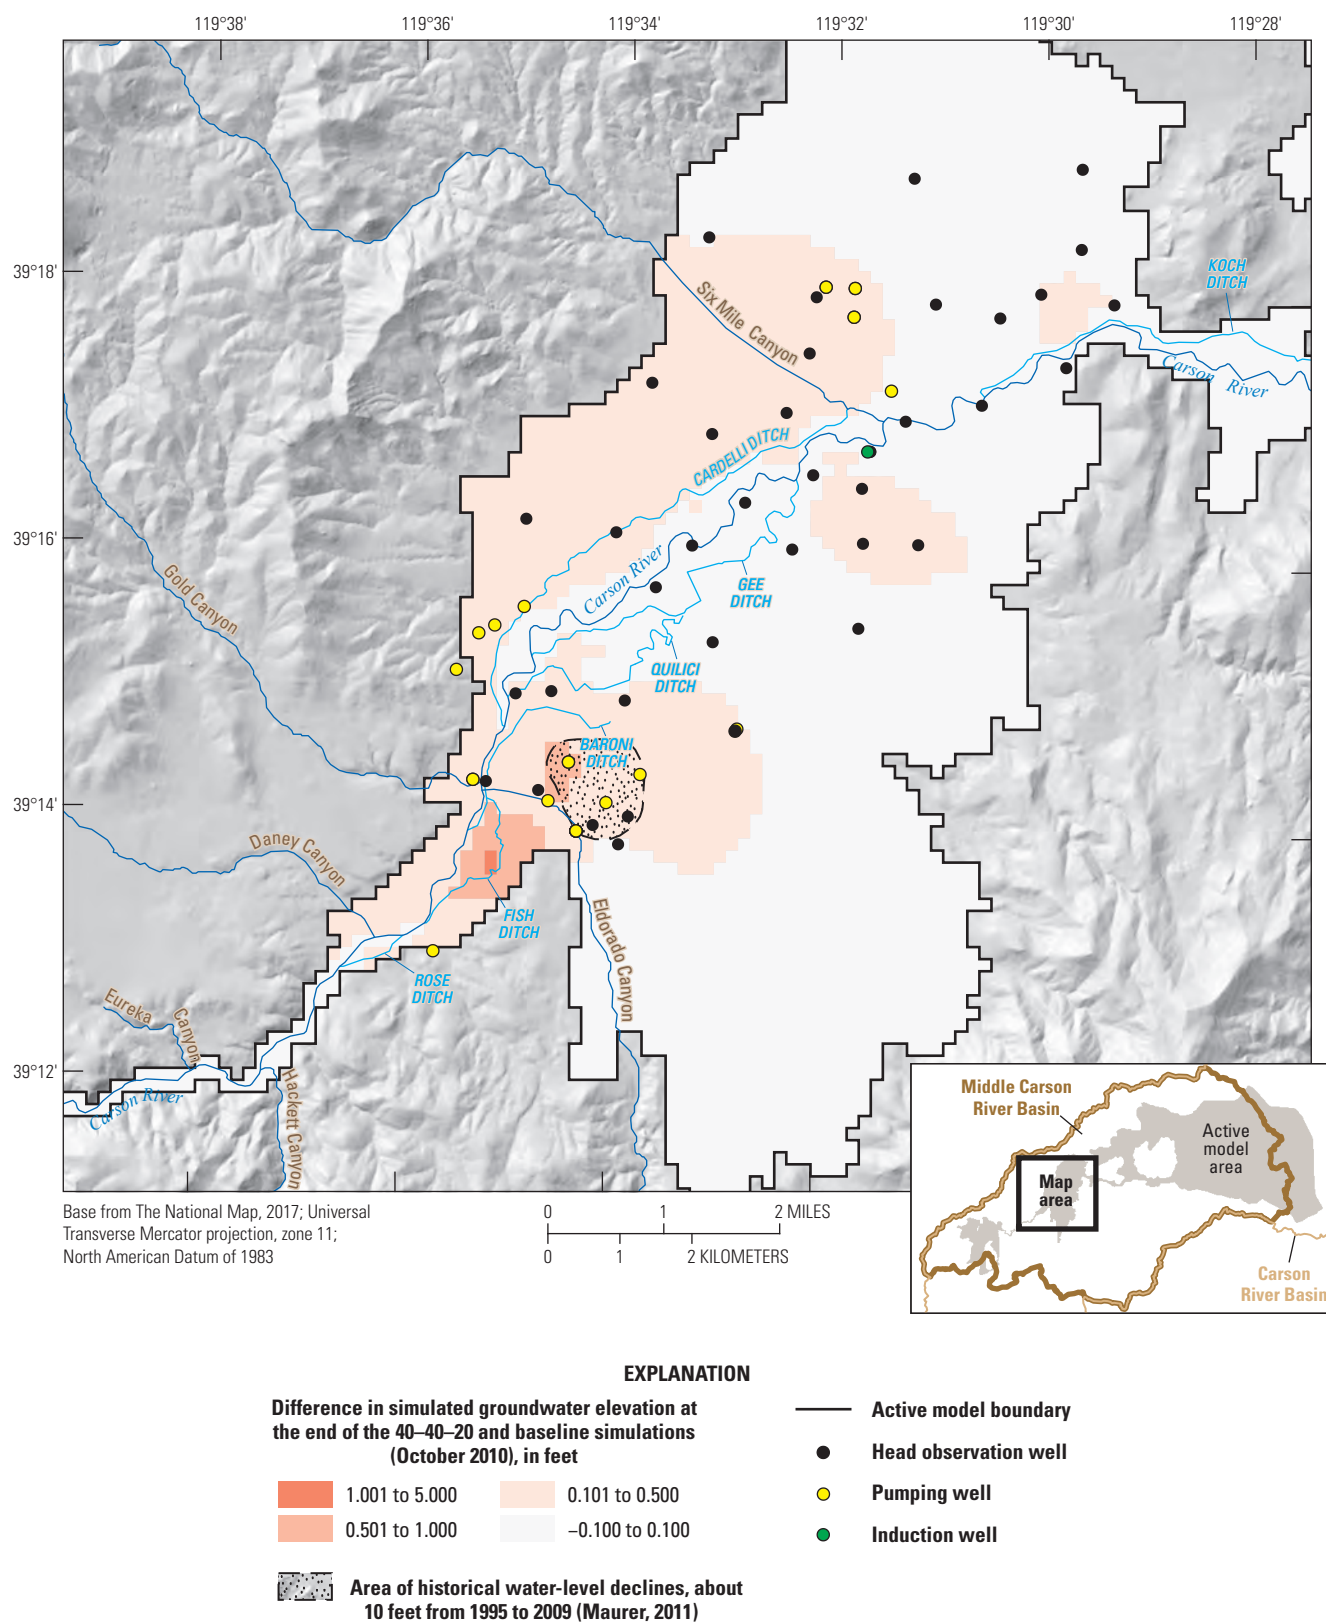 119°38'
119°36'
119°34'
119°32'
119°30'
119°28'
39°18'
39°16'
39°14'
39°12'
KOCH
DITCH
Six Mile Canyon
Carson River
CARDELLI DITCH
Carson River
GEE
DITCH
Gold Canyon
QUILICI
DITCH
BARONI
DITCH
Daney Canyon
FISH
DITCH
Eldorado Canyon
ROSE
DITCH
Eureka
Canyon
Carson River
Hackett Canyon
Middle Carson
River Basin
Active
model
area
Map
area
Carson
River Basin
Base from The National Map, 2017; Universal
Transverse Mercator projection, zone 11;
North American Datum of 1983
0 1 2 MILES
0 1 2 KILOMETERS
EXPLANATION
Difference in simulated groundwater elevation at
the end of the 40–40–20 and baseline simulations
(October 2010), in feet
1.001 to 5.000
0.501 to 1.000
0.101 to 0.500
−0.100 to 0.100
Area of historical water-level declines, about
10 feet from 1995 to 2009 (Maurer, 2011)
Active model boundary
Head observation well
Pumping well
Induction well